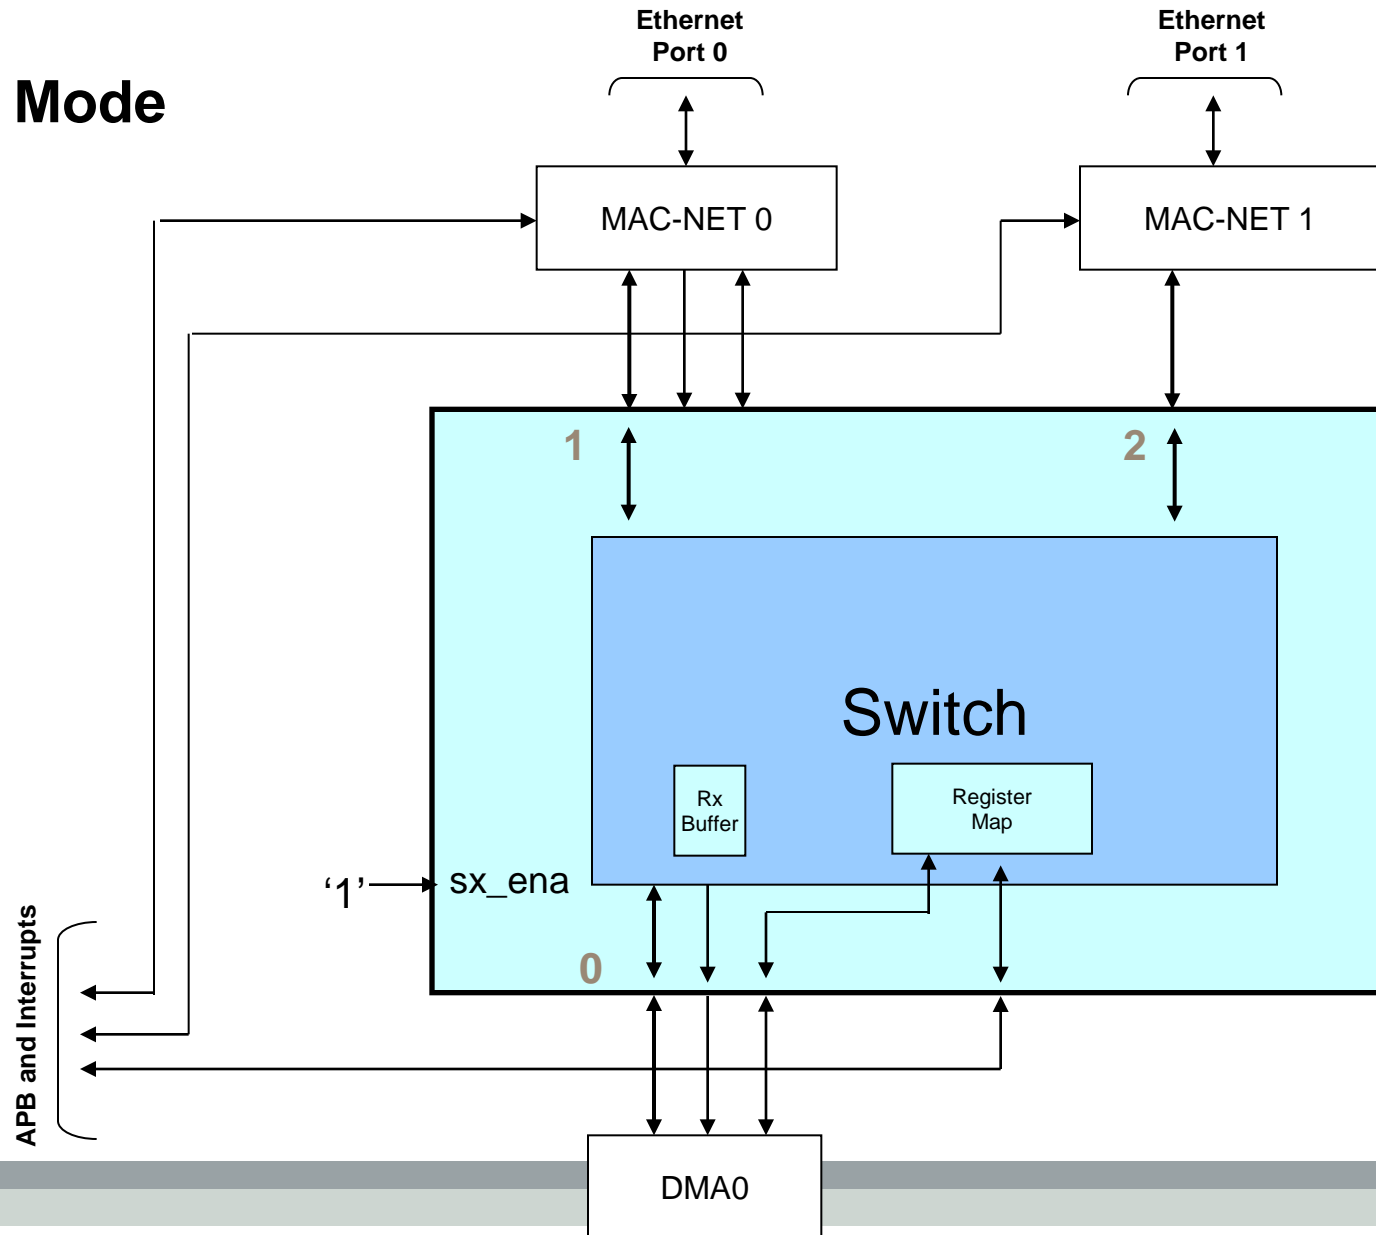 Ethernet
Port 0
Ethernet
Port 1
Mode
MAC-NET 0
MAC-NET 1
1
2
Switch
Rx
Buffer
Register
Map
‘1’
sx_ena
0
APB and Interrupts
DMA0